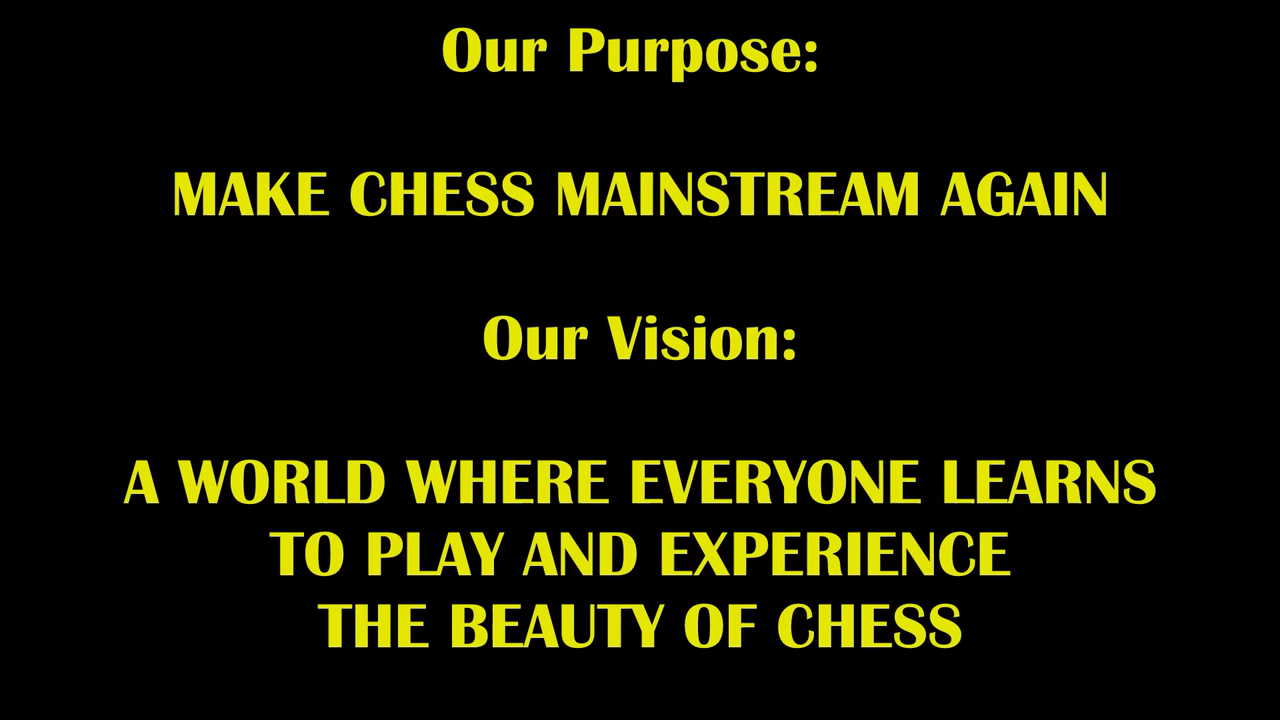 Our Purpose:
MAKE CHESS MAINSTREAM AGAIN
Our Vision:
A WORLD WHERE EVERYONE LEARNS
TO PLAY AND EXPERIENCE
THE BEAUTY OF CHESS